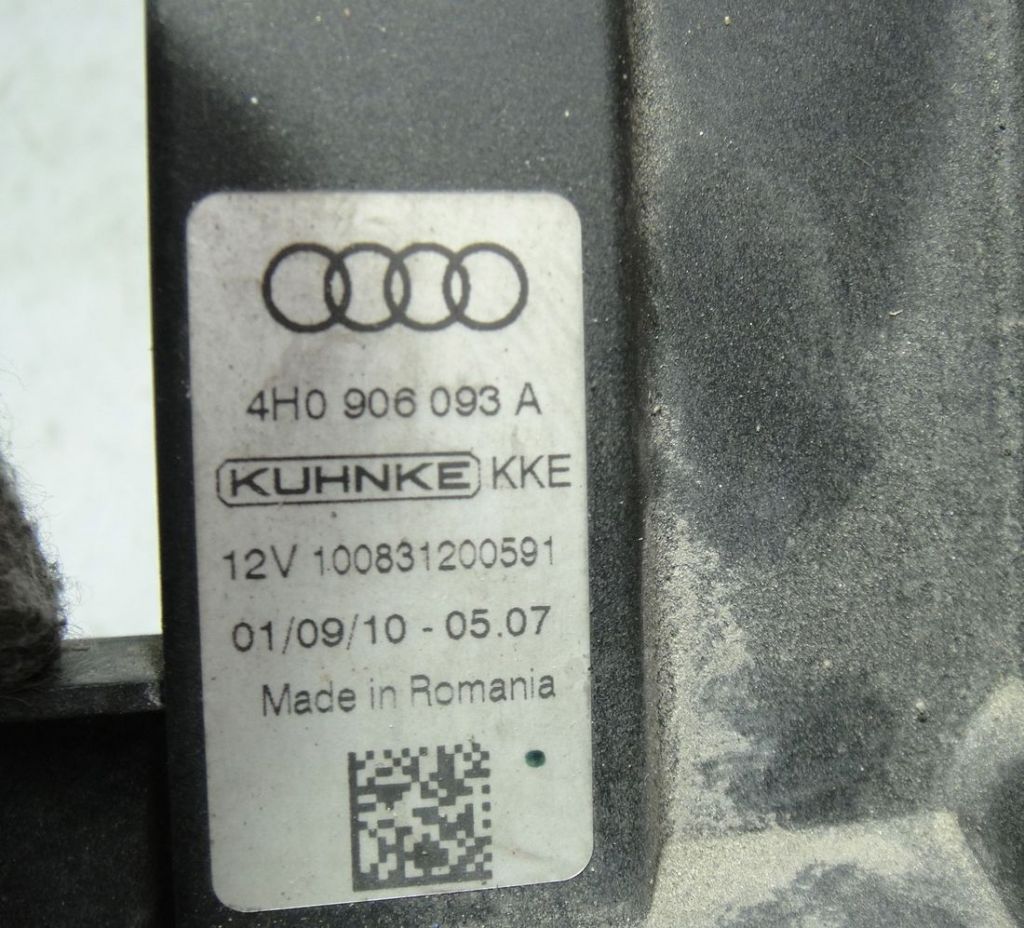 4H0 906 093 A
KUHNKE KKE
12V 100831200591
01/09/10 - 05.07
Made in Romania